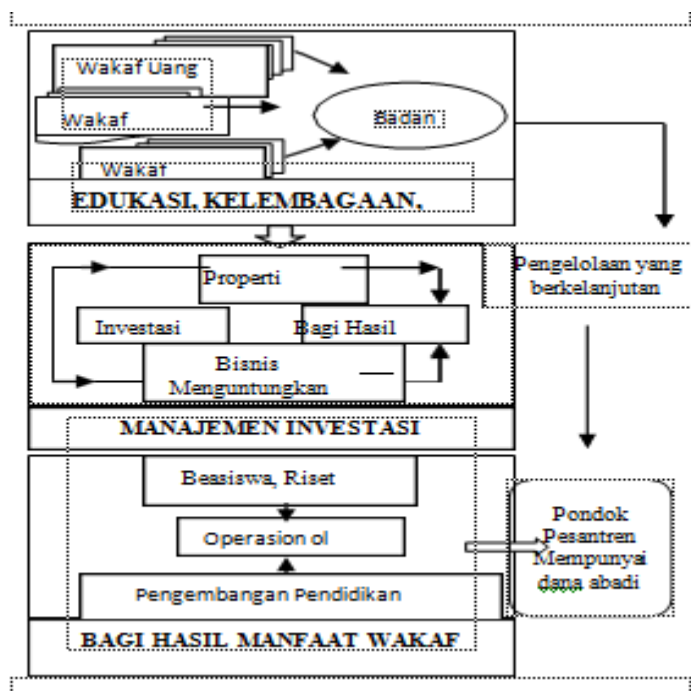 Wakaf Uang
Wakaf
Badan
Wakaf
EDUKASI, KELEMBAGAAN,
Properti
Pengelolaan yang
berkelanjutan
Investasi
Bagi Hasil
Bisnis
Menguntungkan
MANAJEMEN INVESTASI
Beasiswa, Riset
Operasion ol
Pondok
Pesantren
Mempunyai
dana abadi
Pengembangan Pendidikan
BAGI HASIL MANFAAT WAKAF